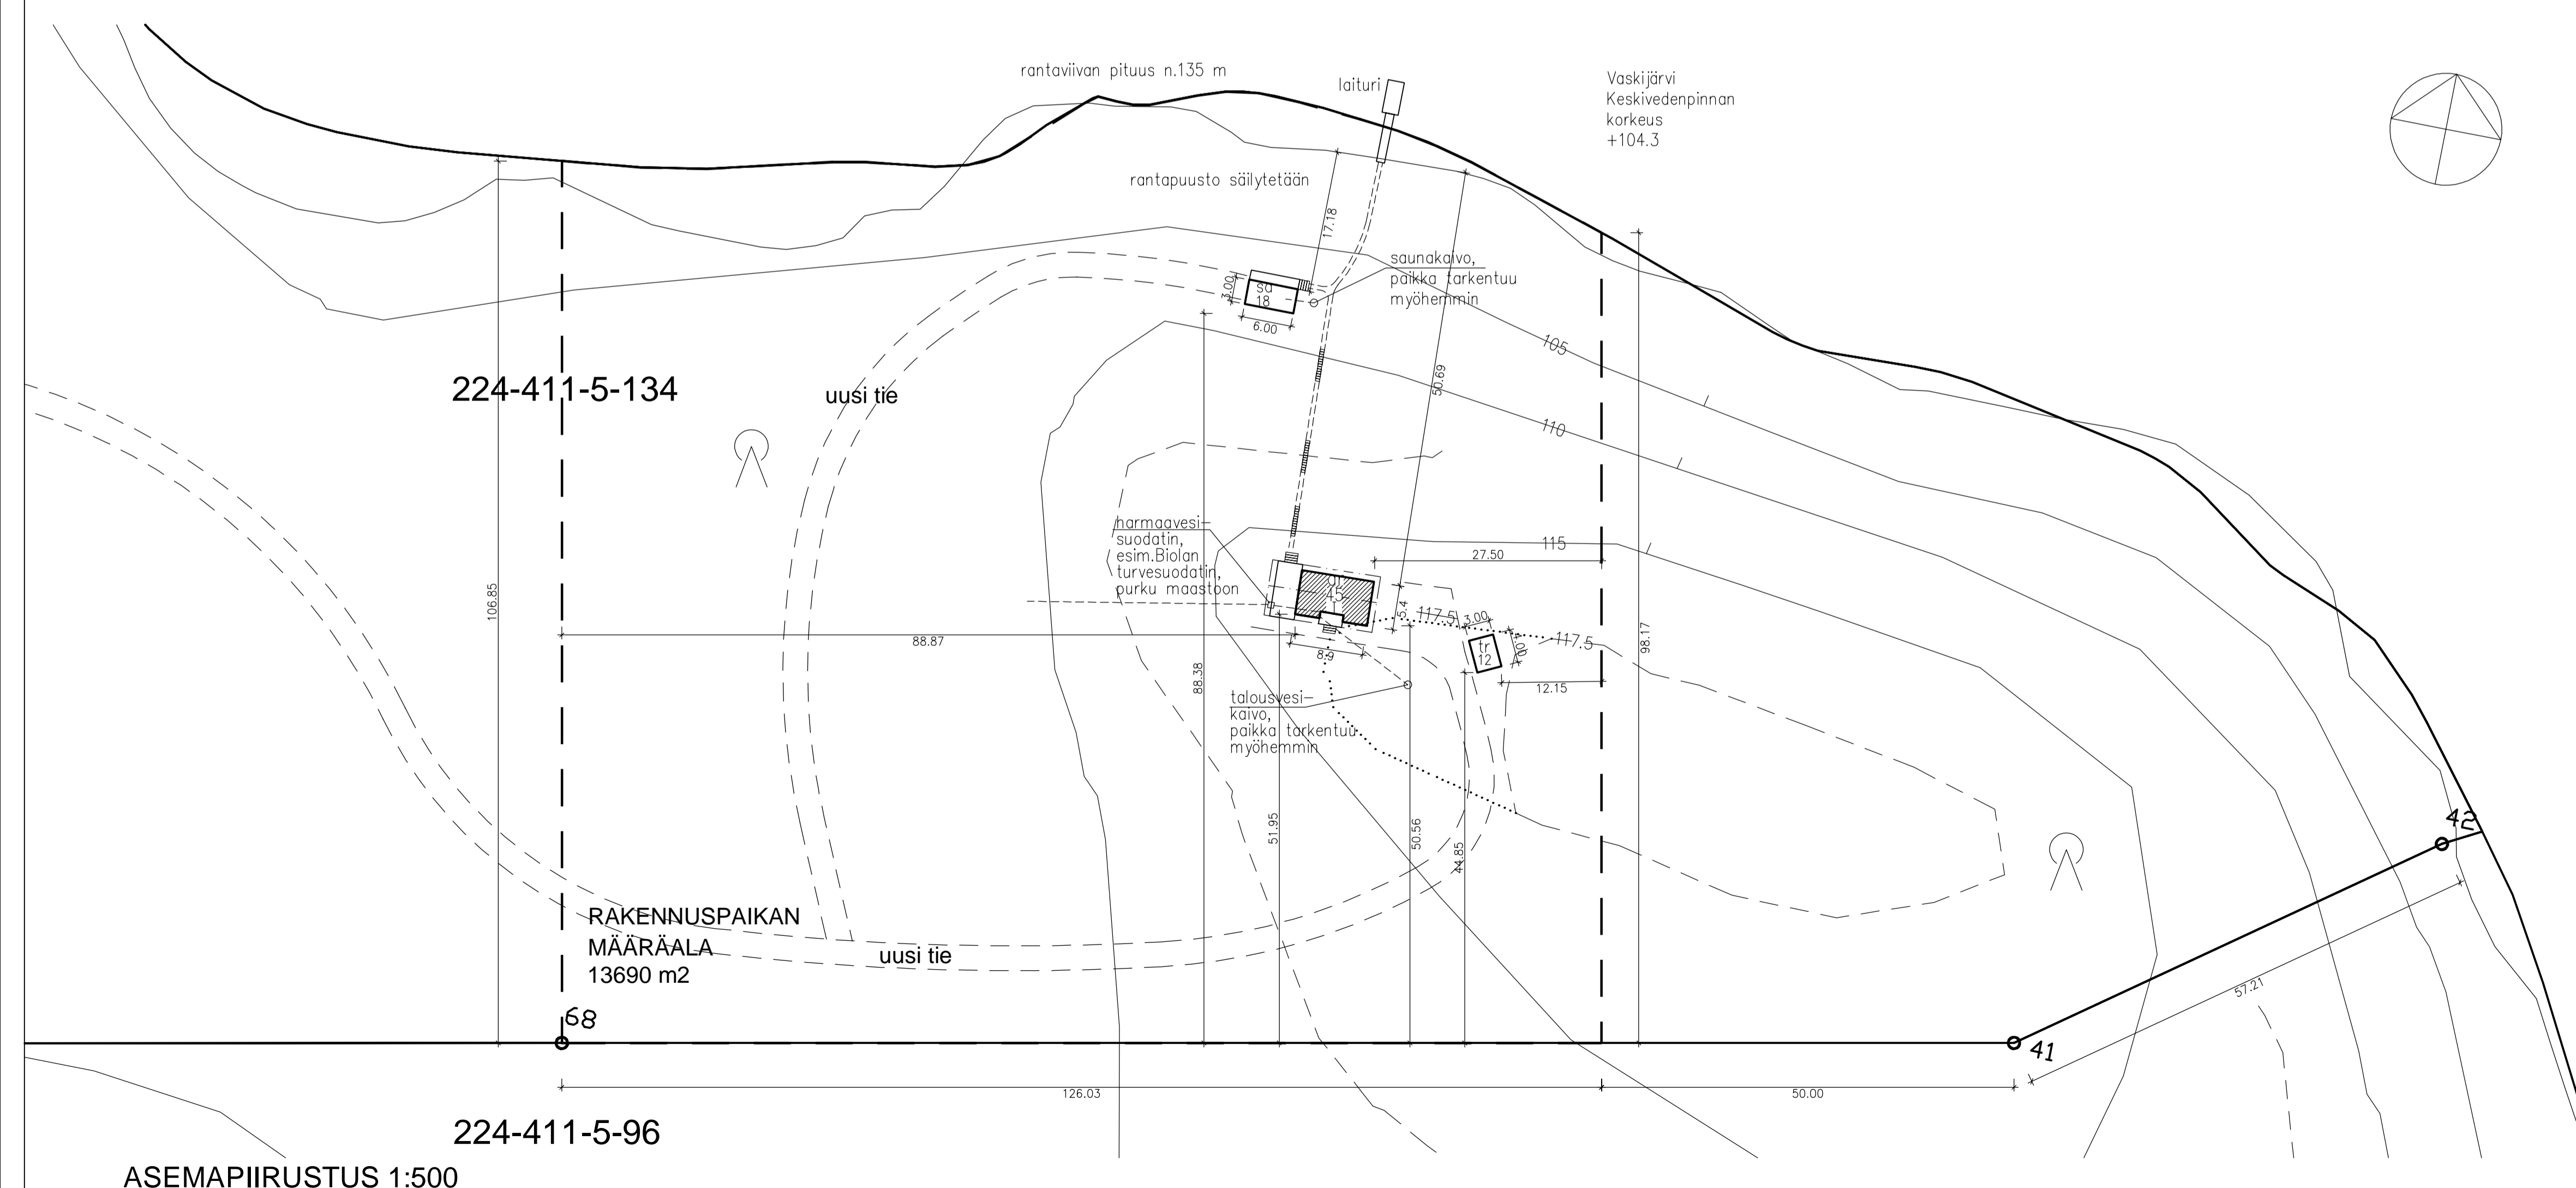 rantaviivan pituus n.135 m
laituri
Vaskijärvi
Keskivedenpinnan
korkeus
+104.3
rantapuusto säilytetään
17.18
saunakaivo,
paikka tarkentuu
myöhemmin
3.00
sa
18
6.00
105
50.69
224-411-5-134
uusi tie
110
harmaavesi-
suodatin,
esim.Biolan
turvesuodatin,
purku maastoon
115
27.50
45
5.4
117.5
3.00
117.5
106.85
88.87
8.9
tr
12
4.00
98.17
88.38
12.15
talousvesi-
kaivo,
paikka tarkentuu
myöhemmin
51.95
50.56
44.85
42
RAKENNUSPAIKAN
MÄÄRÄALA
13690 m2
uusi tie
57.21
68
41
126.03
50.00
224-411-5-96
ASEMAPIIRUSTUS 1:500